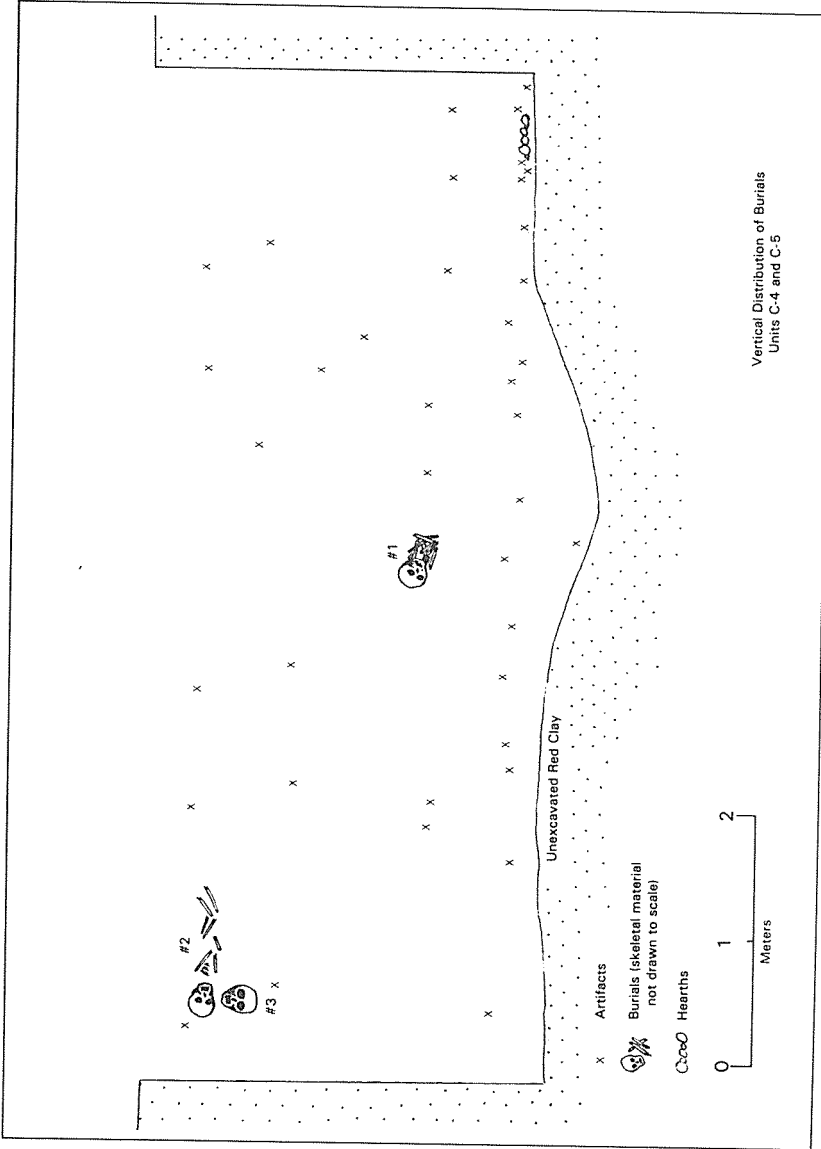 #2
#3
#1
Unexcavated Red Clay
x Artifacts
Burials (skeletal material
not drawn to scale)
Hearths
0 1 2
Meters
Vertical Distribution of Burials
Units C-4 and C-5